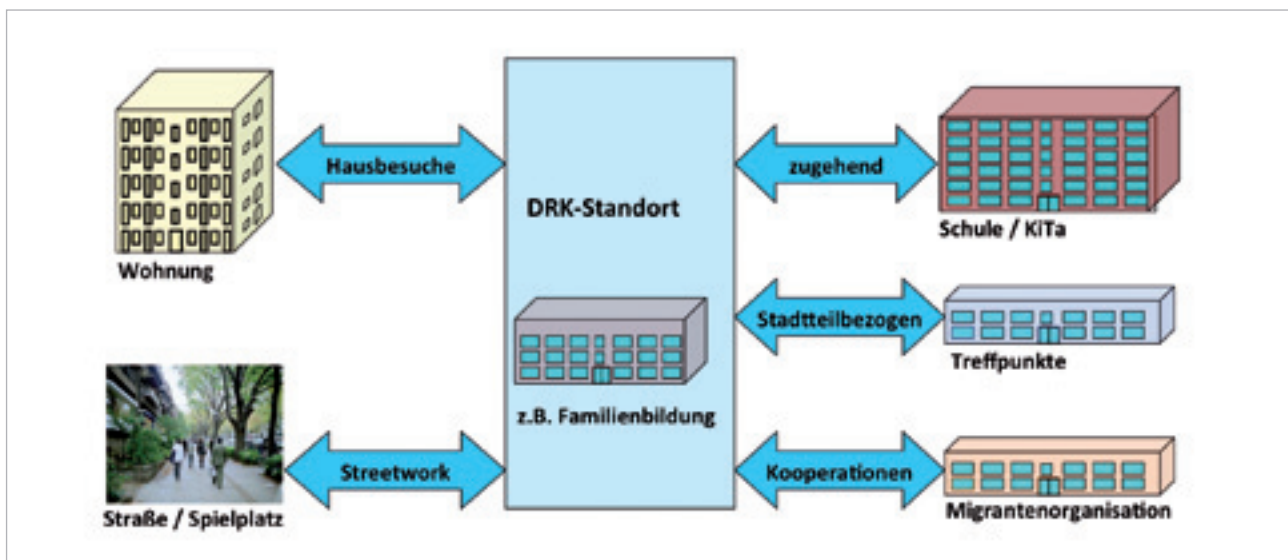 Hausbesuche
Wohnung
Streetwork
Straße / Spielplatz
DRK-Standort
z.B. Familienbildung
zugehend
Schule / KiTa
Stadtteilbezogen
Treffpunkte
Kooperationen
Migrantenorganisation